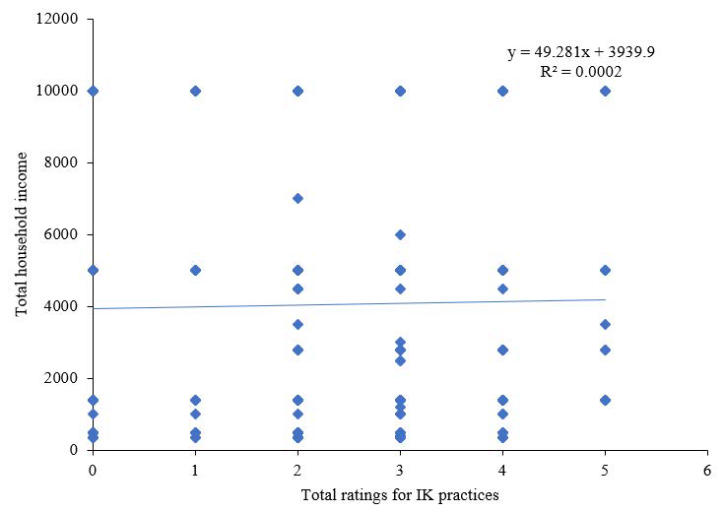 12000
y = 49.281x + 3939.9
R² = 0.0002
10000
8000
Total household income
6000
4000
2000
0
0 1 2 3 4 5 6
Total ratings for IK practices